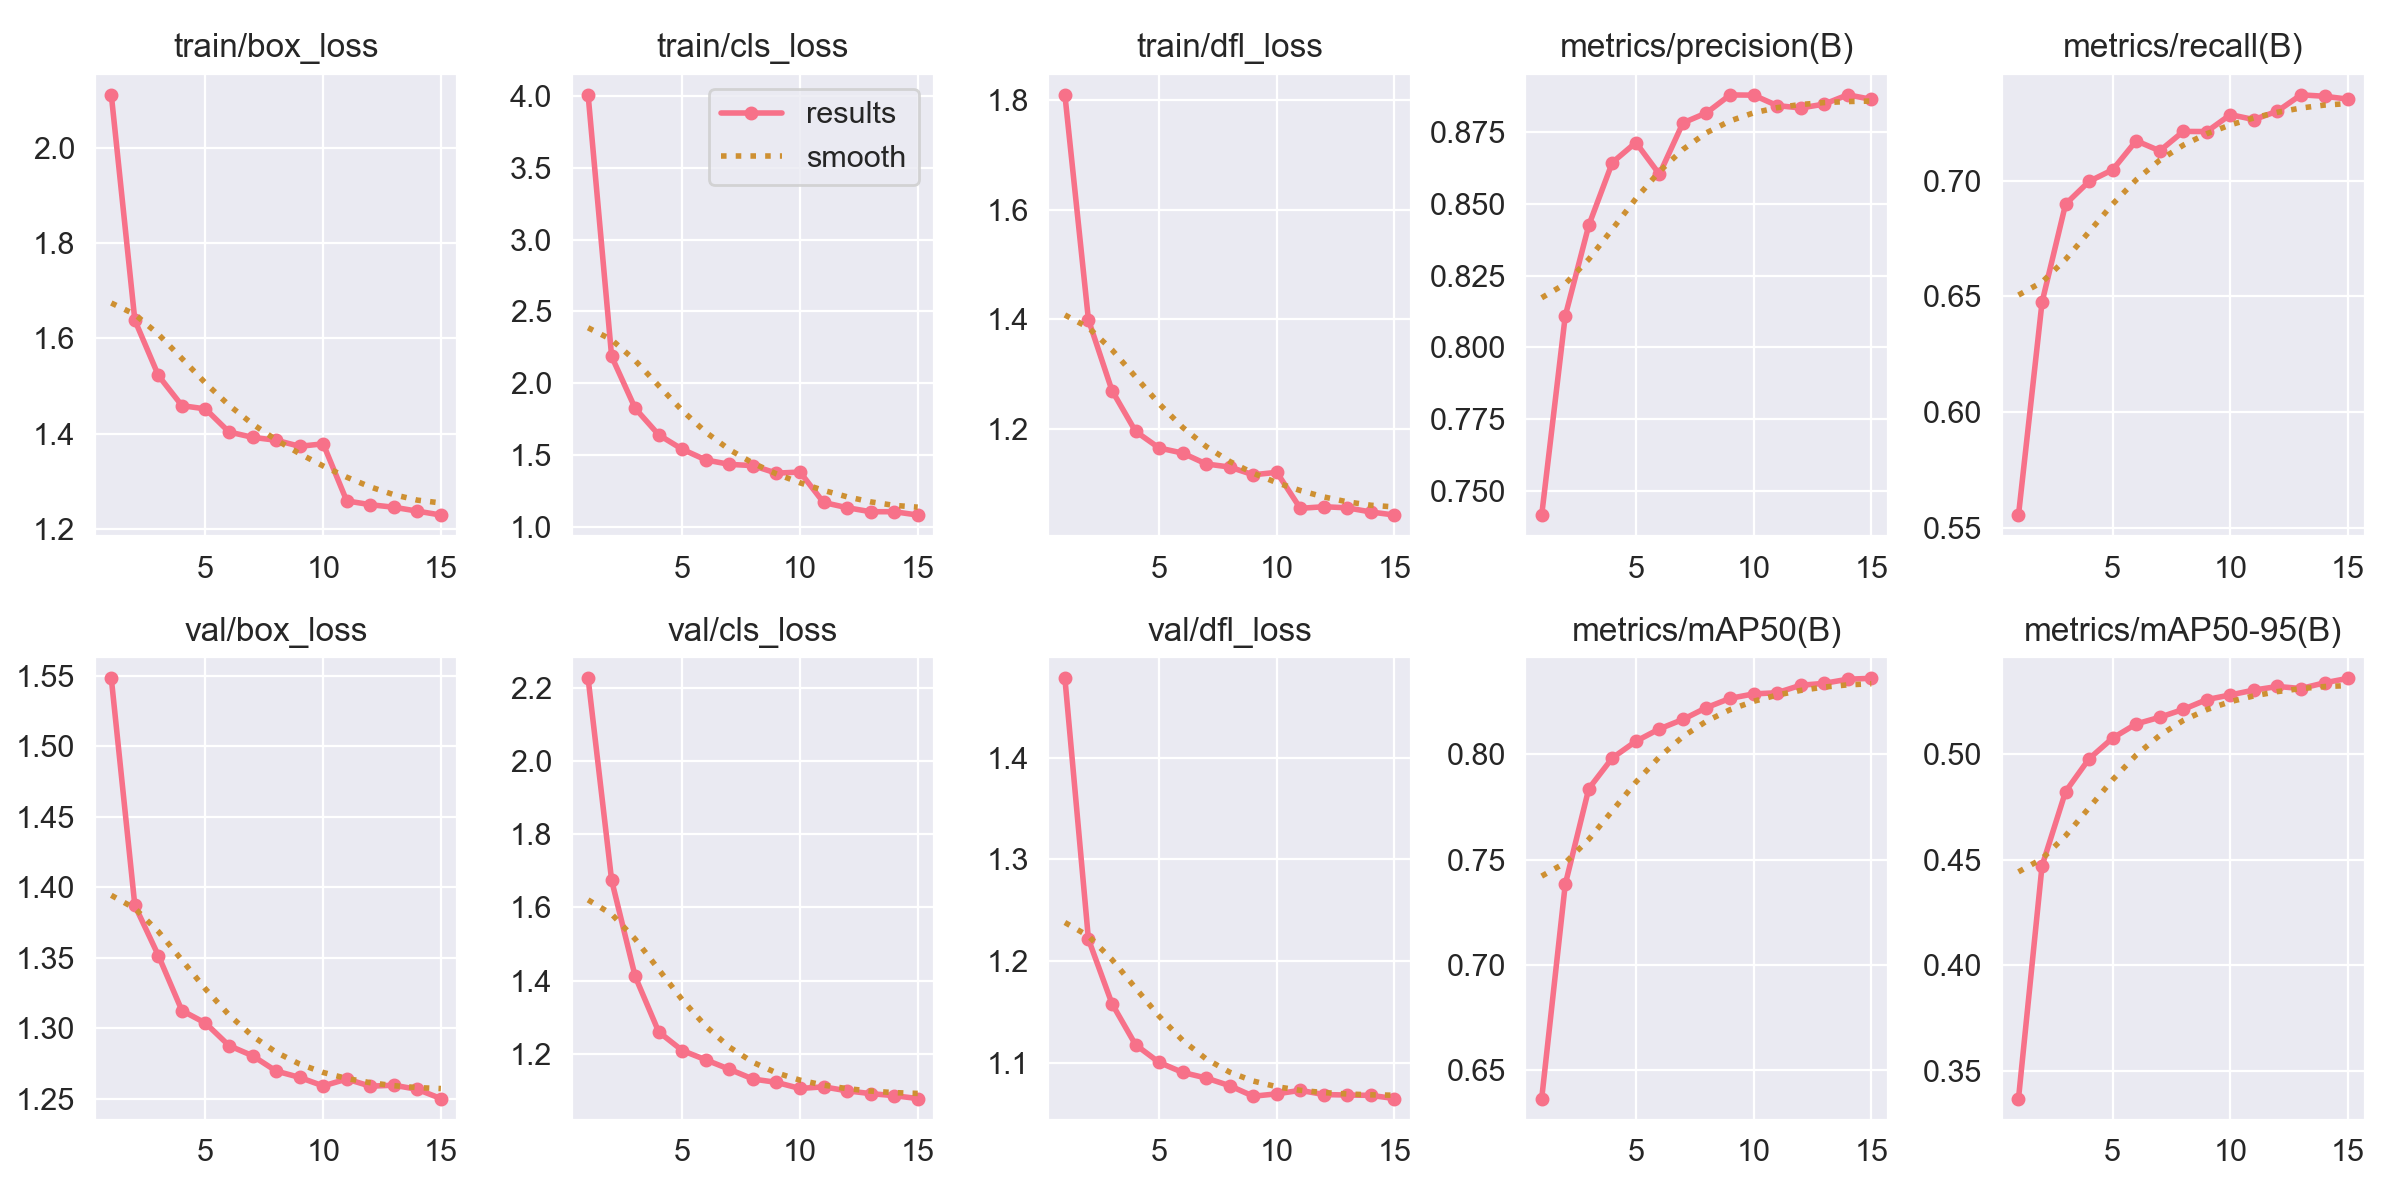 train/box_loss
2.0
1.8
1.6
1.4
1.2
5 10 15
train/cls_loss
results
smooth
4.0
3.5
3.0
2.5
2.0
1.5
1.0
5 10 15
train/dfl_loss
1.8
1.6
1.4
1.2
5 10 15
metrics/precision(B)
0.875
0.850
0.825
0.800
0.775
0.750
5 10 15
metrics/recall(B)
0.70
0.65
0.60
0.55
5 10 15
val/box_loss
1.55
1.50
1.45
1.40
1.35
1.30
1.25
5 10 15
val/cls_loss
2.2
2.0
1.8
1.6
1.4
1.2
5 10 15
val/dfl_loss
1.4
1.3
1.2
1.1
5 10 15
metrics/mAP50(B)
0.80
0.75
0.70
0.65
5 10 15
metrics/mAP50-95(B)
0.50
0.45
0.40
0.35
5 10 15